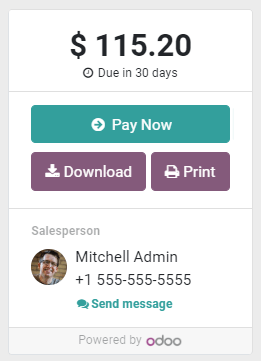 $ 115.20
Due in 30 days
Pay Now
Download Print
Salesperson
Mitchell Admin
+1 555-555-5555
Send message
Powered by odoo